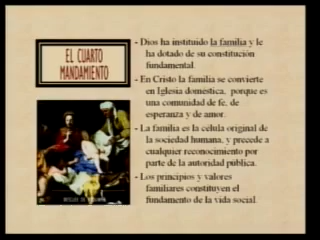 EL CUARTO
MANDAMIENTO
- Dios ha instituido la familia y le
ha dotado de su constitución
fundamental.
- En Cristo la familia se convierte
en Iglesia doméstica, porque es
una comunidad de fe, de
esperanza y de amor.
- La familia es la célula original de
la sociedad humana, y precede a
cualquier reconocimiento por
parte de la autoridad pública.
- Los principios y valores
familiares constituyen el
fundamento de la vida social.